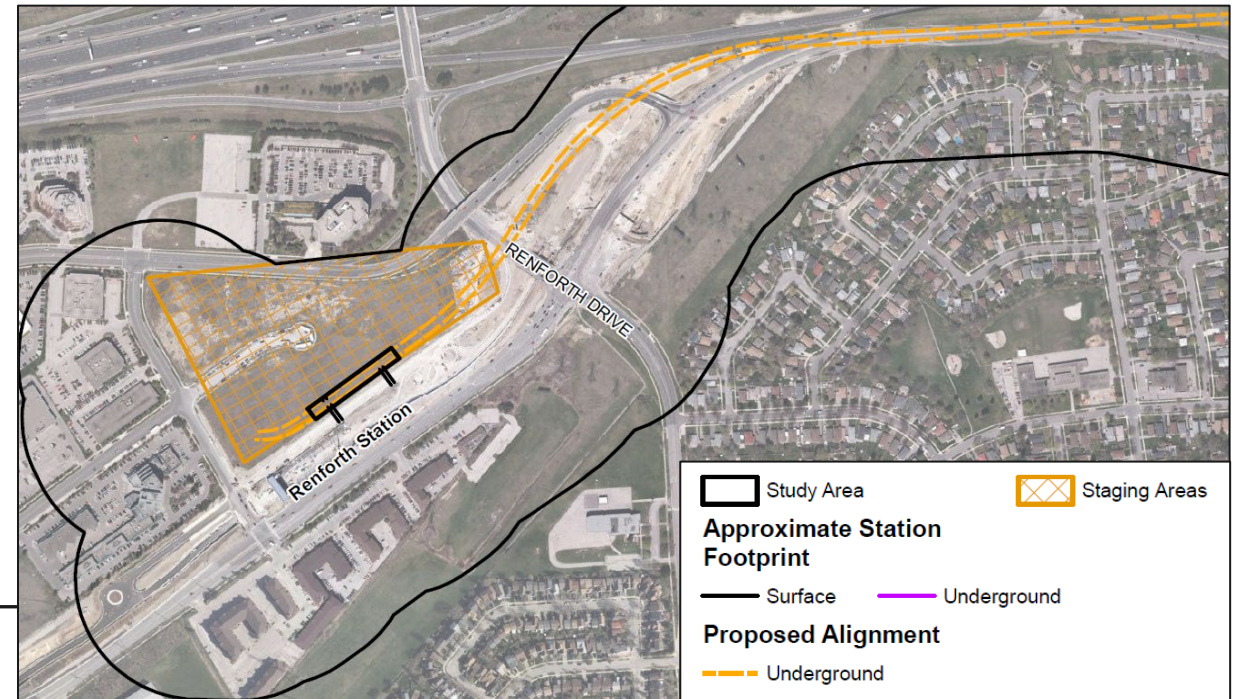 RENFORTH DRIVE
Renforth Station
Study Area
Staging Areas
Approximate Station
Footprint
Surface
Underground
Proposed Alignment
Underground